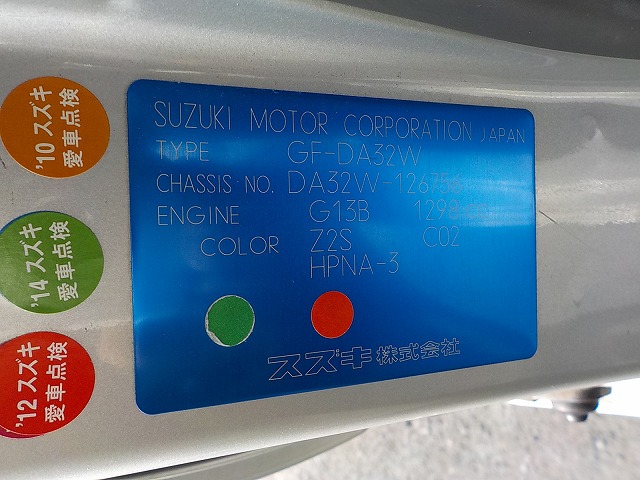 SUZUKI MOTOR CORPORATION JAPAN
TYPE GF-DA32W
CHASSIS NO.
ENGINE G13B
COLOR Z2S C02
HPNA-3
スズキ株式会社
'10 スズキ
愛車点検
'14 スズキ
愛車点検
'12 スズキ
愛車点検